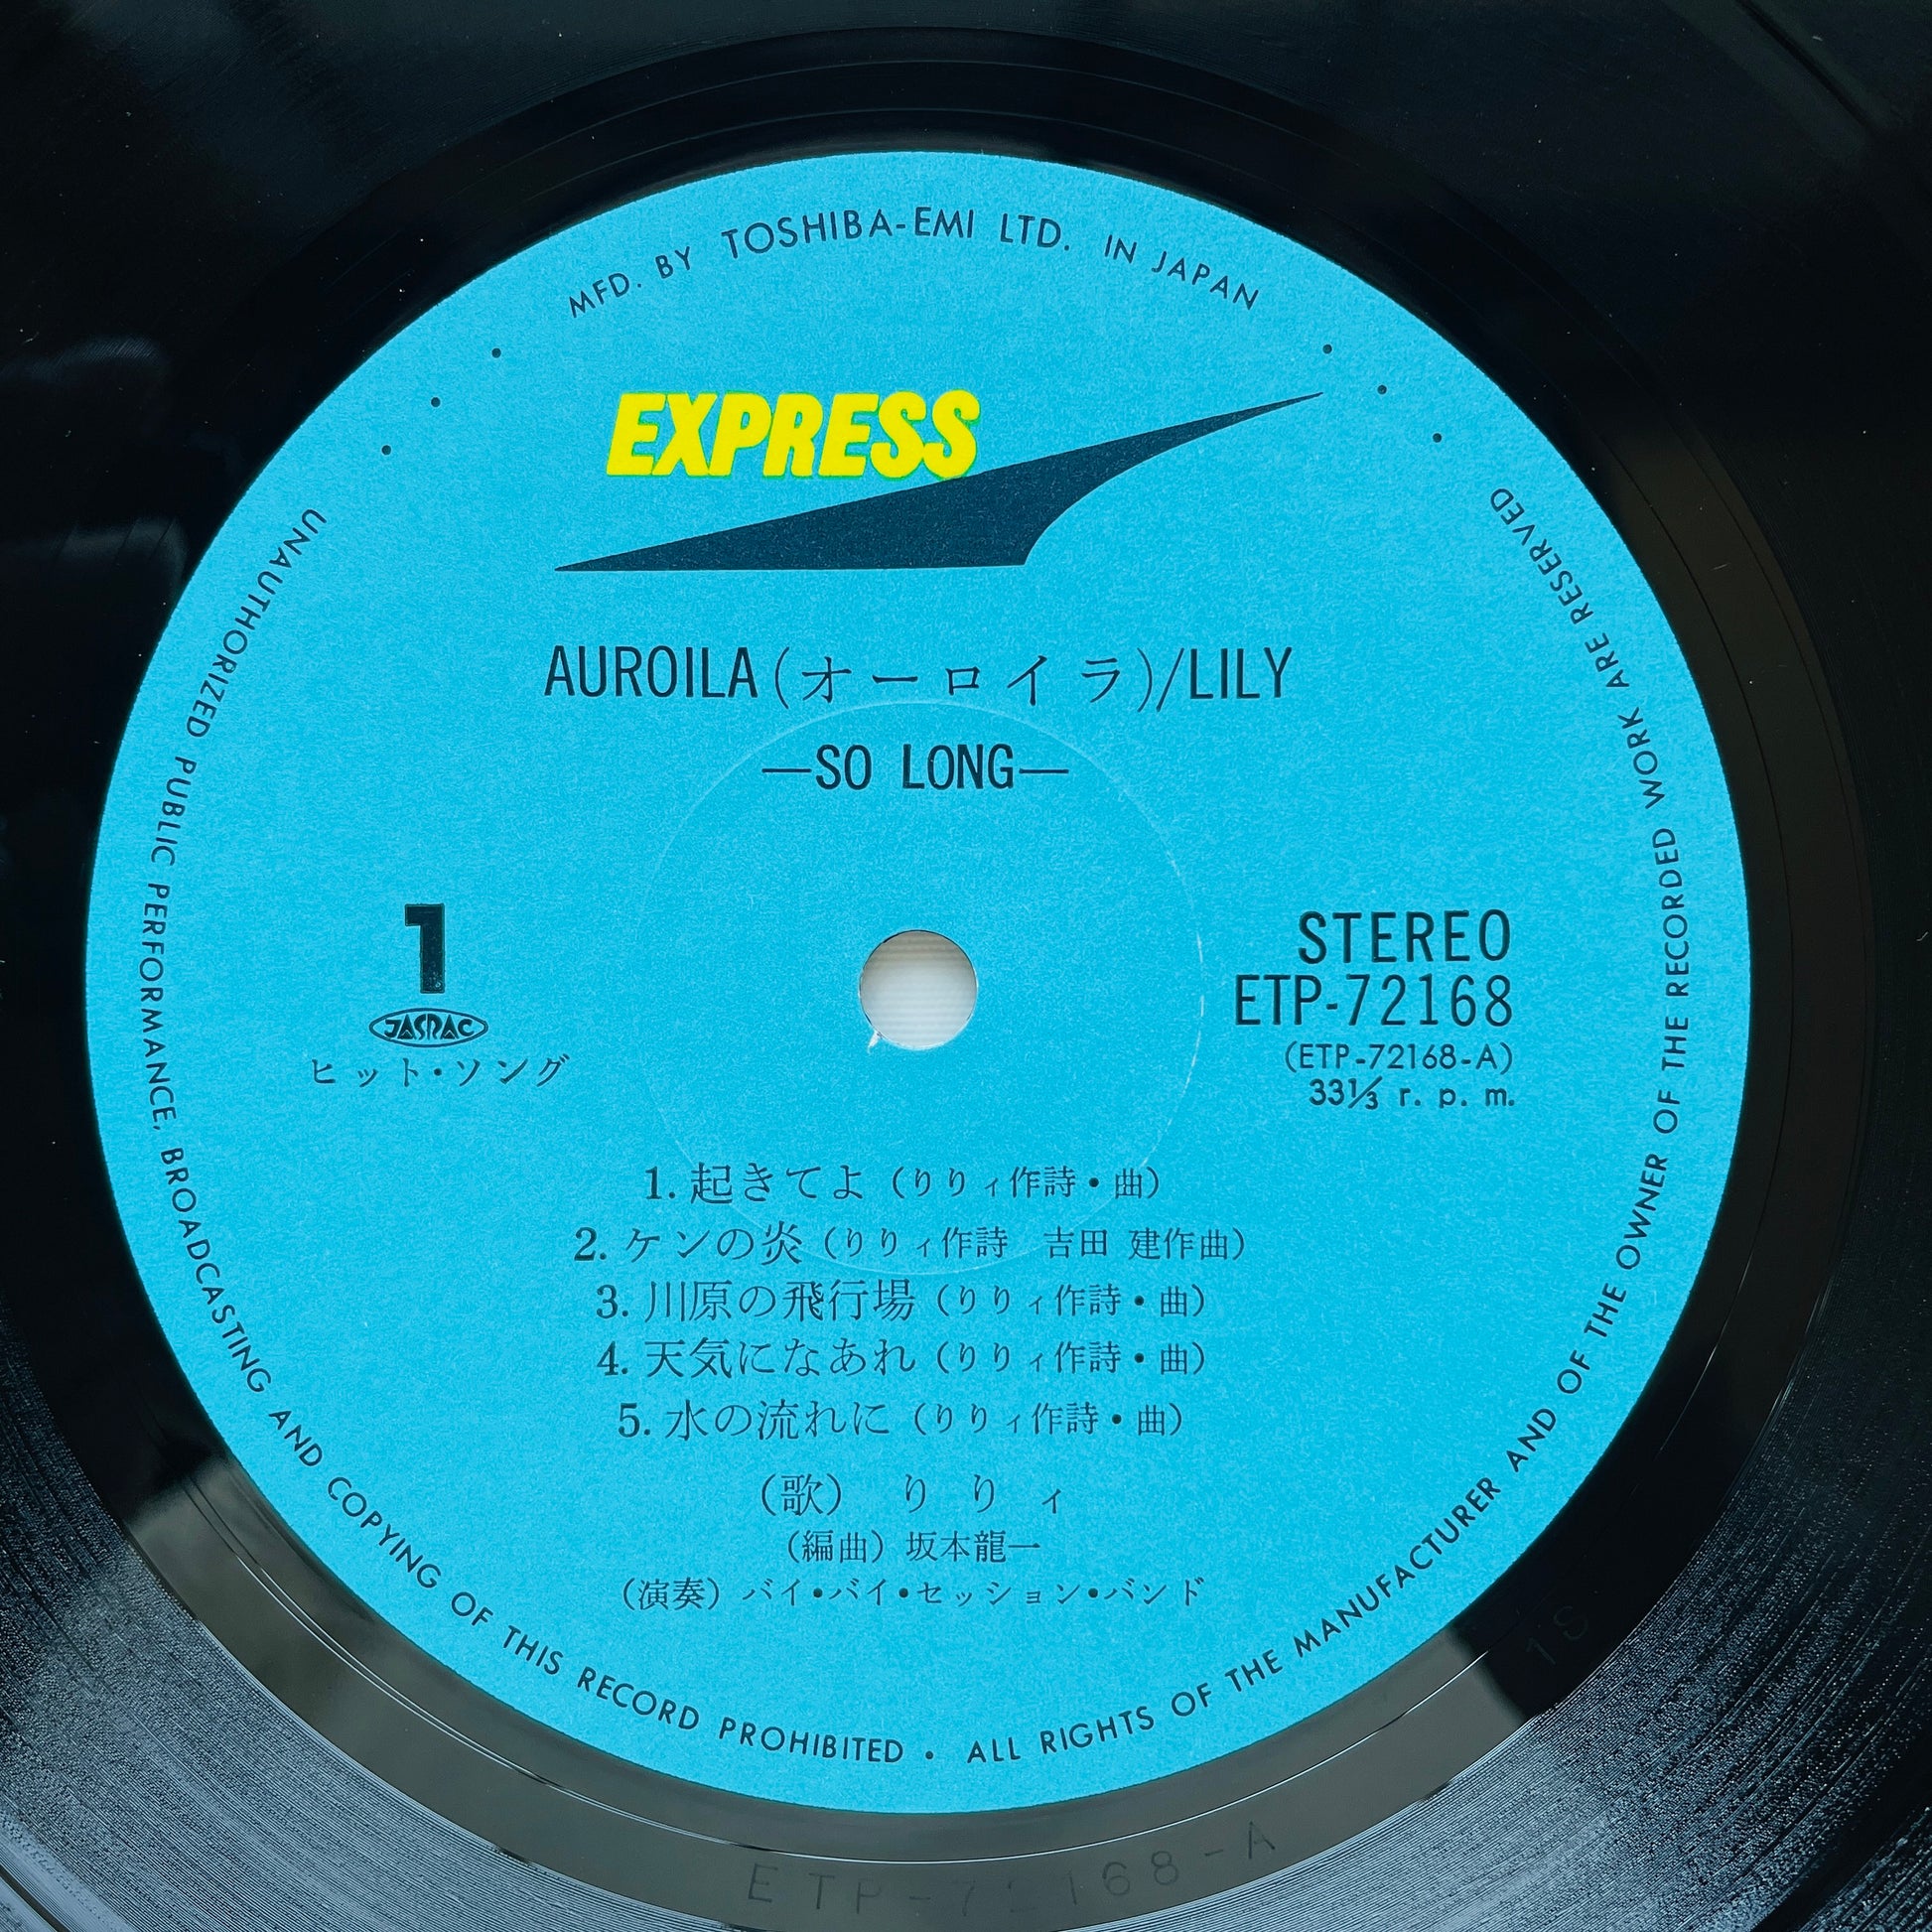 MFD. BY TOSHIBA-EMI LTD. IN JAPAN
EXPRESS
AUROILA(オーロイラ)/LILY
—SO LONG—
1
JASRAC
ヒット・ソング
STEREO
ETP-72168
(ETP-72168-A)
33 1/3 r. p. m.
1. 起きてよ（りりィ作詩・曲）
2. ケンの炎（りりィ作詩 吉田 建作曲）
3. 川原の飛行場（りりィ作詩・曲）
4. 天気になあれ（りりィ作詩・曲）
5. 水の流れに（りりィ作詩・曲）
（歌） りりィ
（編曲）坂本龍一
（演奏）バイ・バイ・セッション・バンド
UNAUTHORIZED PUBLIC PERFORMANCE, BROADCASTING AND COPYING OF THIS RECORD PROHIBITED • ALL RIGHTS OF THE MANUFACTURER AND OF THE OWNER OF THE RECORDED WORK ARE RESERVED
ETP-72168-A
1S